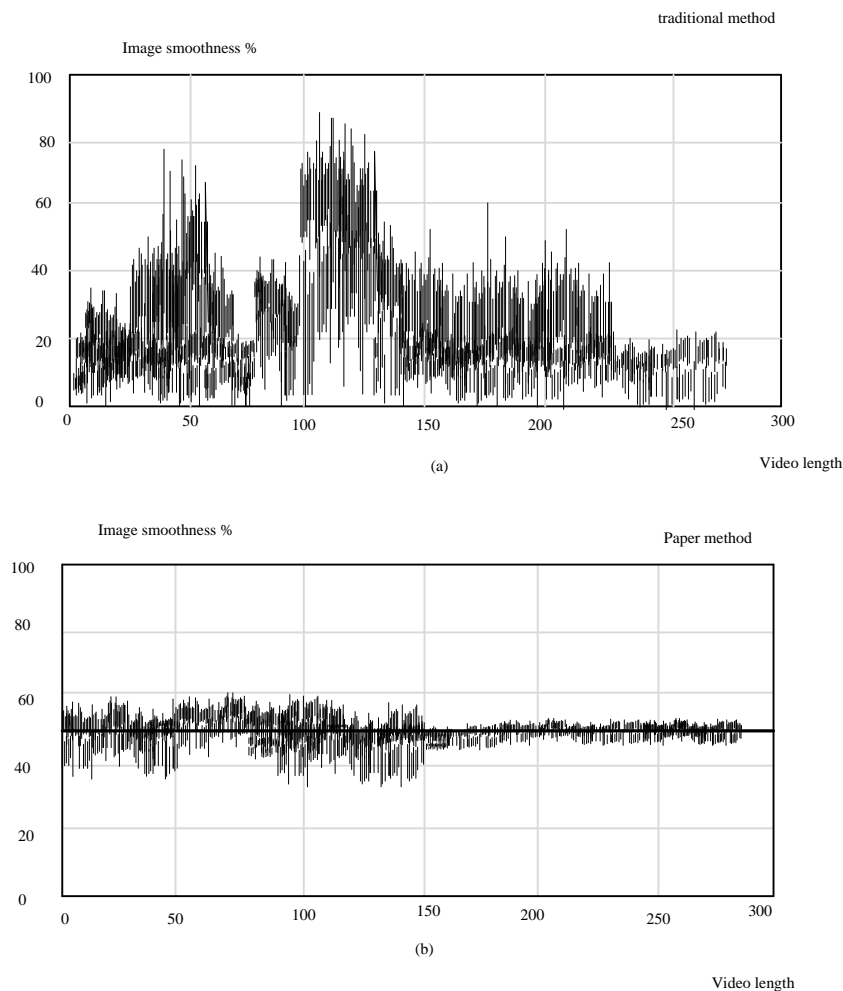 traditional method
Image smoothness %
100
80
60
40
20
0
0 50 100 150 200 250 300
(a) Video length
Image smoothness % Paper method
100
80
60
40
20
0
0 50 100 150 200 250 300
(b)
Video length